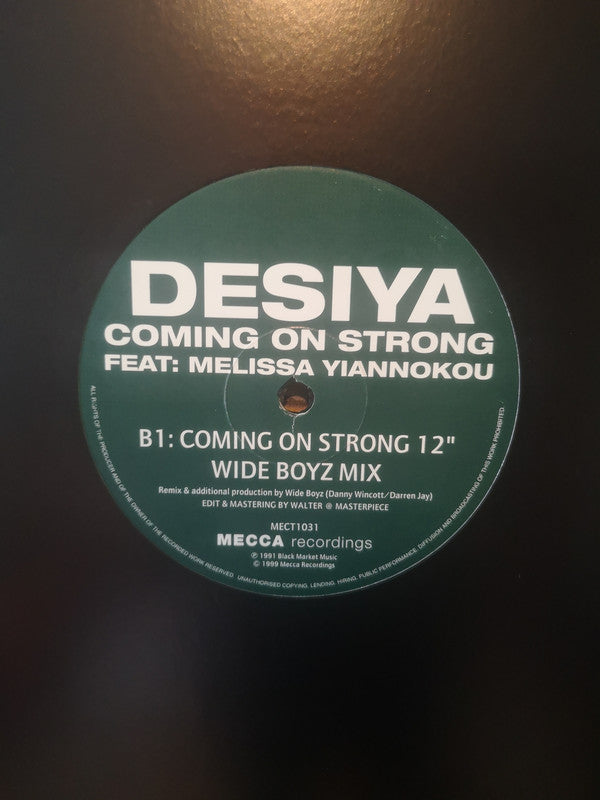 DESIYA
COMING ON STRONG
FEAT: MELISSA YIANNOKOU
B1: COMING ON STRONG 12"
WIDE BOYZ MIX
Remix & additional production by Wide Boyz (Danny Wincott/Darren Jay)
EDIT & MASTERING BY WALTER @ MASTERPIECE
MECT1031
MECCA recordings
℗ 1991 Black Market Music
© 1999 Mecca Recordings
ALL RIGHTS OF THE PRODUCER AND OF THE OWNER OF THE RECORDED WORK RESERVED. UNAUTHORISED COPYING, LENDING, HIRING, PUBLIC PERFORMANCE, DIFFUSION AND BROADCASTING OF THIS WORK PROHIBITED.